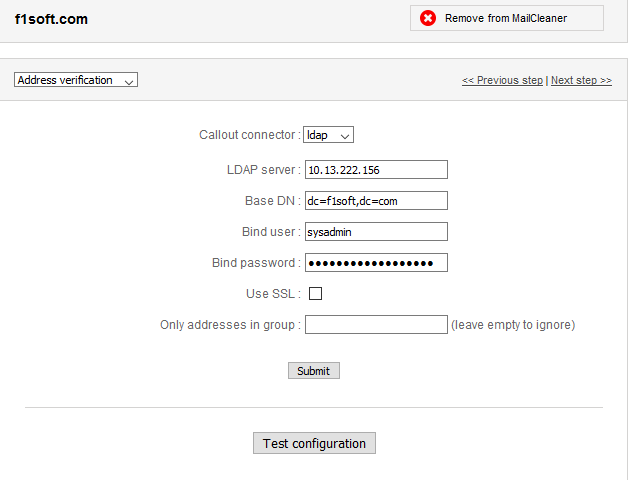 f1soft.com
Remove from MailCleaner
Address verification
<< Previous step | Next step >>
Callout connector : ldap
LDAP server : 10.13.222.156
Base DN : dc=f1soft,dc=com
Bind user : sysadmin
Bind password : ••••••••••••••••••
Use SSL :
Only addresses in group : (leave empty to ignore)
Submit
Test configuration